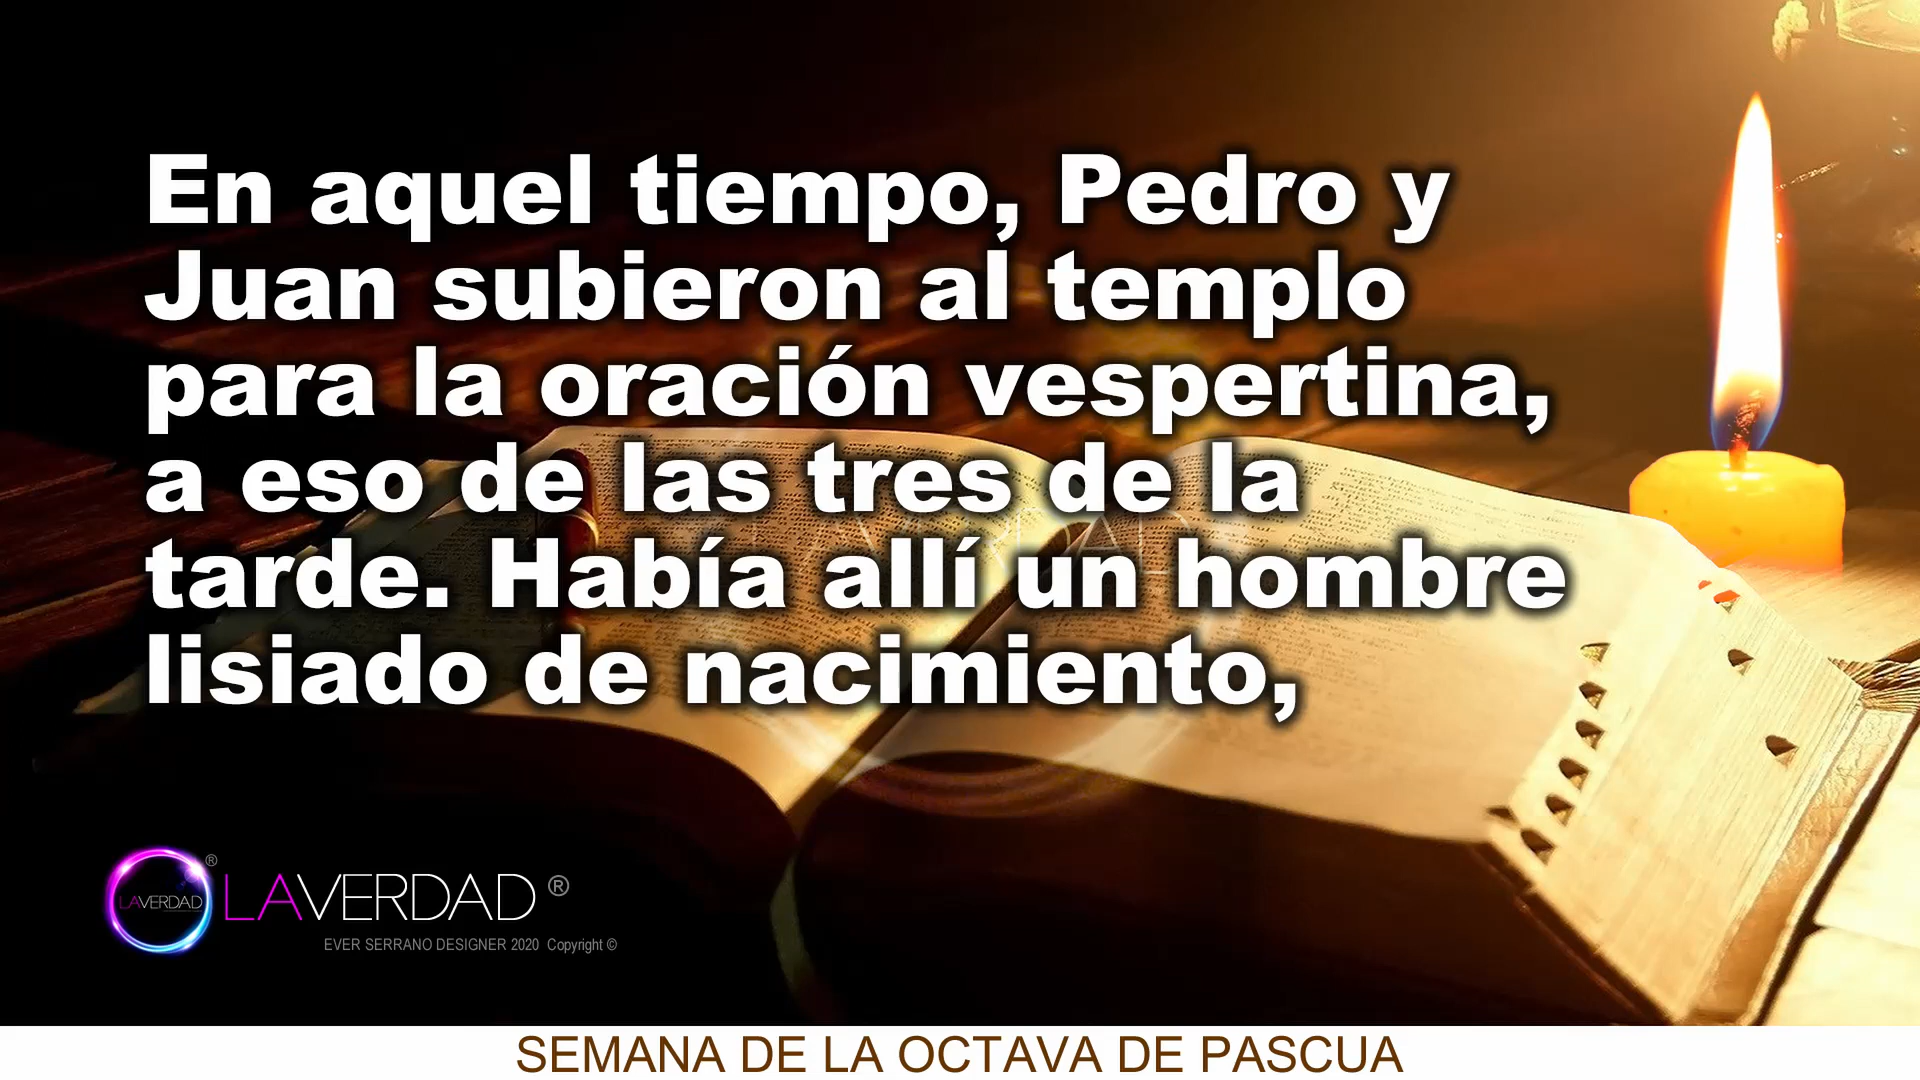 En aquel tiempo, Pedro y
Juan subieron al templo
para la oración vespertina,
a eso de las tres de la
tarde. Había allí un hombre
lisiado de nacimiento,
LAVERDAD ®
LAVERDAD ®
EVER SERRANO DESIGNER 2020 Copyright ©
SEMANA DE LA OCTAVA DE PASCUA